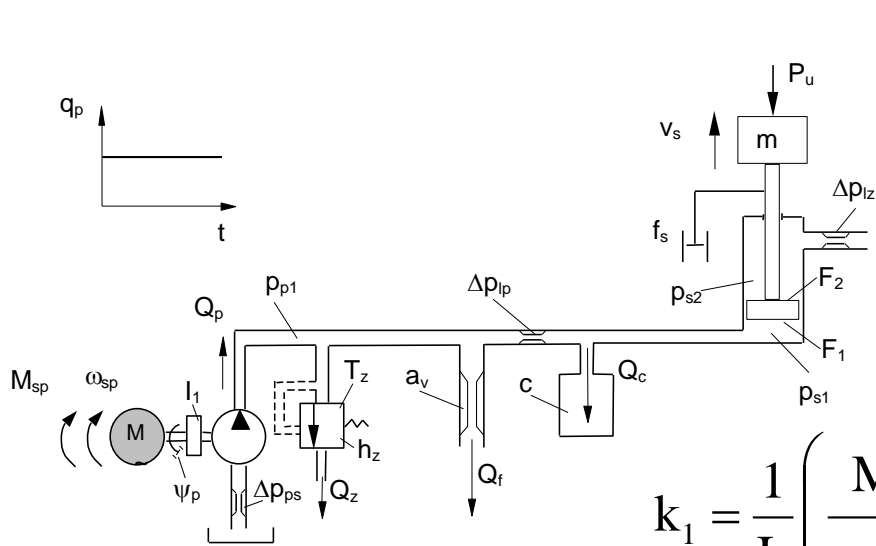 P_u
v_s
m
q_p
Δp_lz
t
f_s
F_2
p_s2
p_p1
Δp_lp
Q_p
F_1
M_sp
ω_sp
I_1
T_z
a_v
c
Q_c
p_s1
M
h_z
ψ_p
Δp_ps
Q_z
Q_f
k_1 = 1 ( M